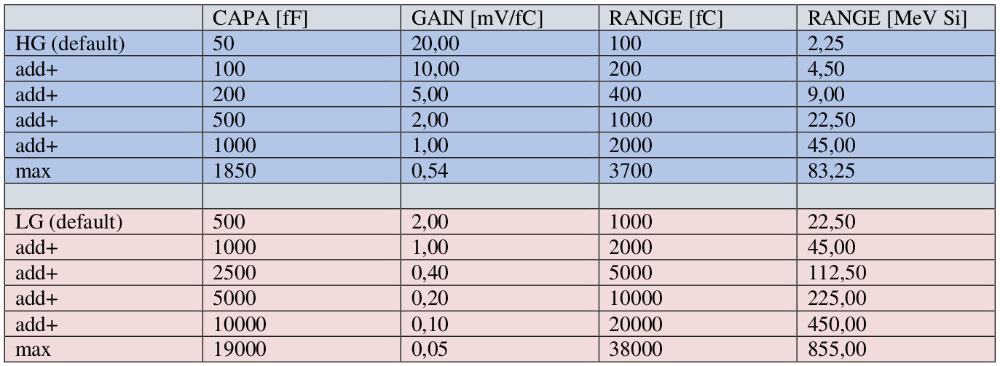 CAPA [fF] GAIN [mV/fC] RANGE [fC] RANGE [MeV Si]
HG (default) 50 20,00 100 2,25
add+ 100 10,00 200 4,50
add+ 200 5,00 400 9,00
add+ 500 2,00 1000 22,50
add+ 1000 1,00 2000 45,00
max 1850 0,54 3700 83,25
LG (default) 500 2,00 1000 22,50
add+ 1000 1,00 2000 45,00
add+ 2500 0,40 5000 112,50
add+ 5000 0,20 10000 225,00
add+ 10000 0,10 20000 450,00
max 19000 0,05 38000 855,00